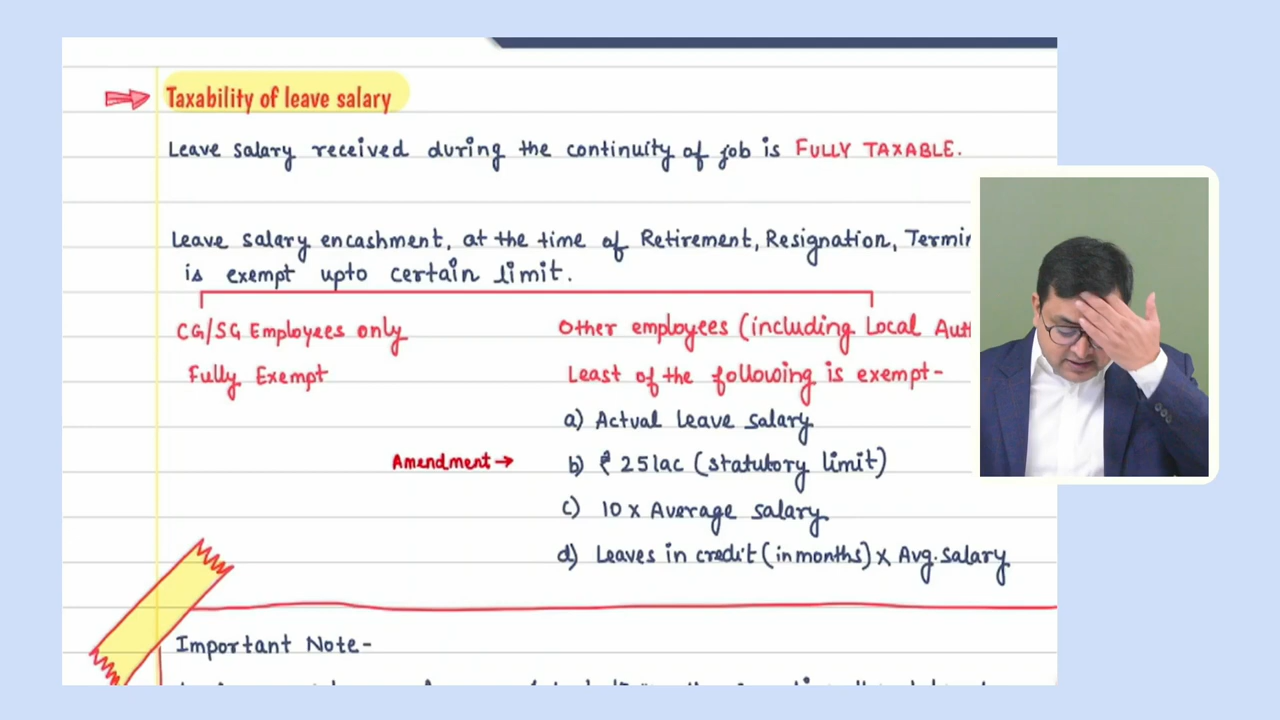 Taxability of leave salary
Leave salary received during the continuity of job is FULLY TAXABLE.
Leave salary encashment, at the time of Retirement, Resignation,
is exempt upto certain limit.
CG/SG Employees only
Other employees (including Local
Fully Exempt
Least of the following is exempt-
a) Actual leave salary
Amendment → b) ₹ 25 lac (statutory limit)
c) 10 x Average salary
d) Leaves in credit (in months) x Avg. salary
Important Note-